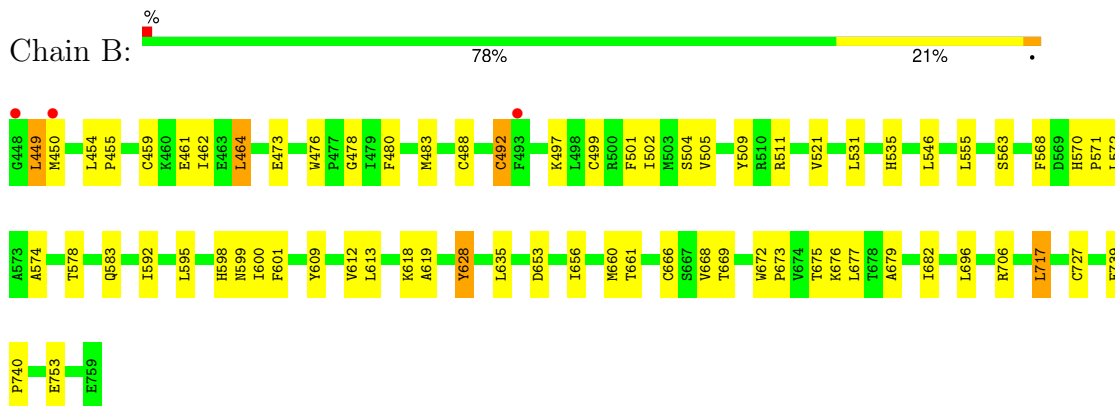 %
Chain B:
78% 21% •
G448 L449 M450 L454 P455 C459 K460 E461 I462 E463 L464 E473 W476 P477 G478 I479 F480 M483 C488 C492 F493 K497 L498 C499 R500 F501 I502 M503 S504 V505 Y509 R510 R511 V521 L531 H535 L546 L555 S563 F568 D569 H570 P571 L572
A573 A574 T578 Q583 I592 L595 H598 N599 I600 F601 Y609 V612 L613 K618 A619 Y628 L635 D653 I656 M660 T661 C666 S667 V668 T669 W672 P673 V674 T675 K676 L677 T678 A679 I682 L696 R706 L717 C727 E739
P740 E753 E759